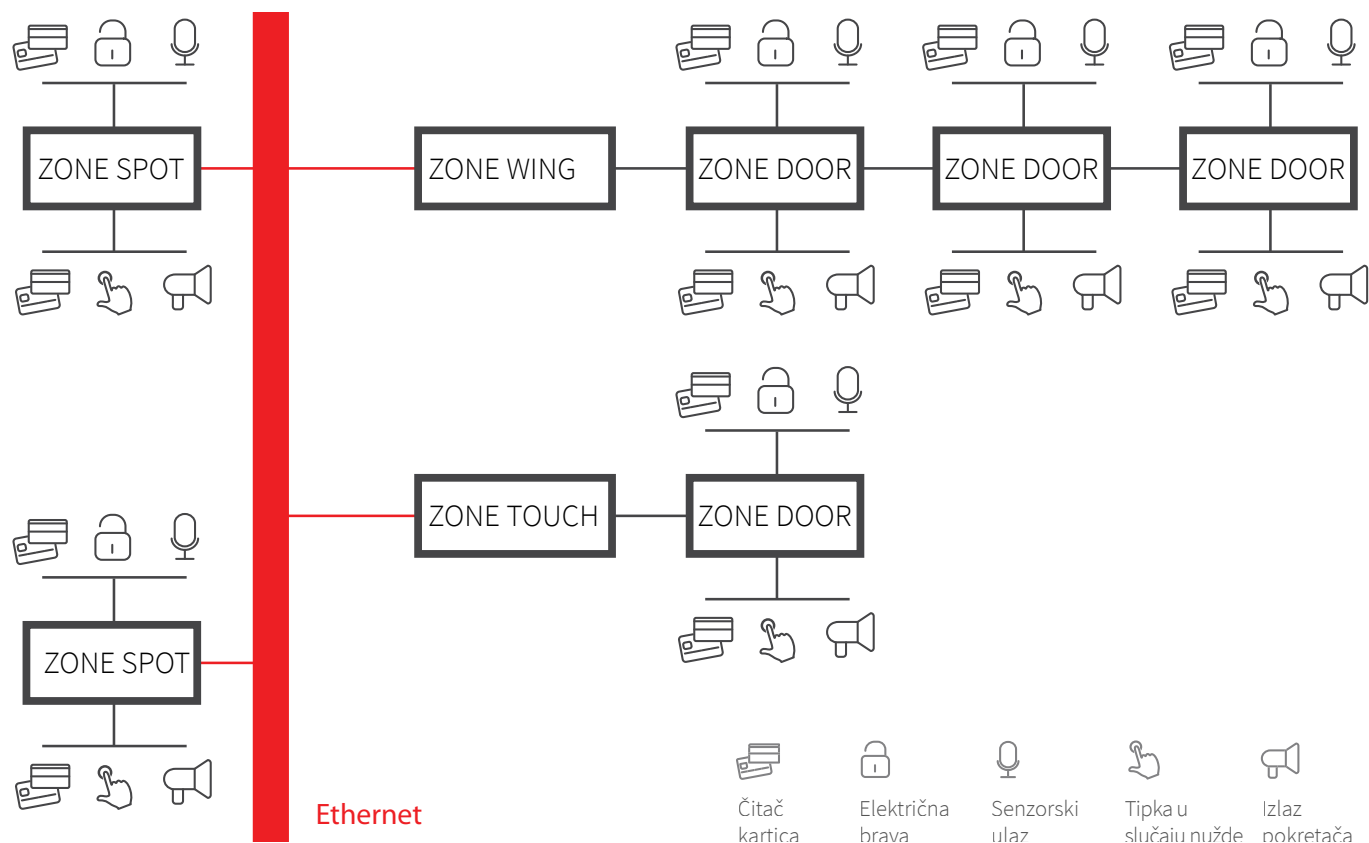 ZONE SPOT
ZONE WING
ZONE DOOR
ZONE DOOR
ZONE DOOR
ZONE TOUCH
ZONE DOOR
ZONE SPOT
Ethernet
Čitač
kartica
Električna
brava
Senzorski
ulaz
Tipka u
slučaju nužde
Izlaz
pokretača